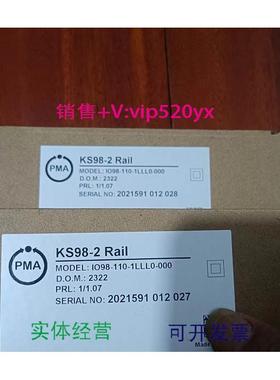 销售+V:vip520yx
PMA
KS98-2 Rail
MODEL: IO98-110-1LLL0-000
D.O.M.: 2322
PRL: 1/1.07
SERIAL NO: 2021591 012 028
PMA
KS98-2 Rail
MODEL: IO98-110-1LLL0-000
D.O.M.: 2322
PRL: 1/1.07
SERIAL NO: 2021591 012 027
实体经营
可开发票
Made